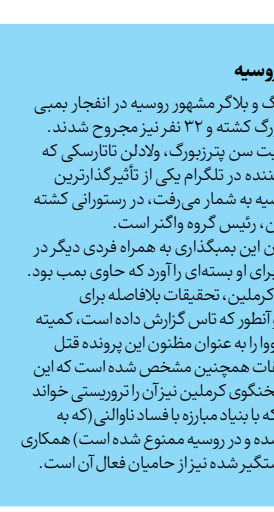 وسیه
گ و بلاگر مشهور روسیه در انفجار بمبی
رگ کشته و ۳۲ نفر نیز مجروح شدند.
یت سن پترزبورگ، ولادلن تاتارسکی که
ننده در تلگرام یکی از تأثیرگذارترین
سیه به شمار می‌رفت، در رستورانی کشته
ن، رئیس گروه واگنر است.
ن این بمبگذاری به همراه فردی دیگر در
برای او بسته‌ای را آورد که حاوی بمب بود.
کرملین، تحقیقات بلافاصله برای
و آنطور که تاس گزارش داده است، کمیته
ووا را به عنوان مظنون این پرونده قتل
قات همچنین مشخص شده است که این
خنگوی کرملین نیز آن را تروریستی خواند
که با بنیاد مبارزه با فساد ناوالنی (که به
شده و در روسیه ممنوع شده است) همکاری
ستگیر شده نیز از حامیان فعال آن است.